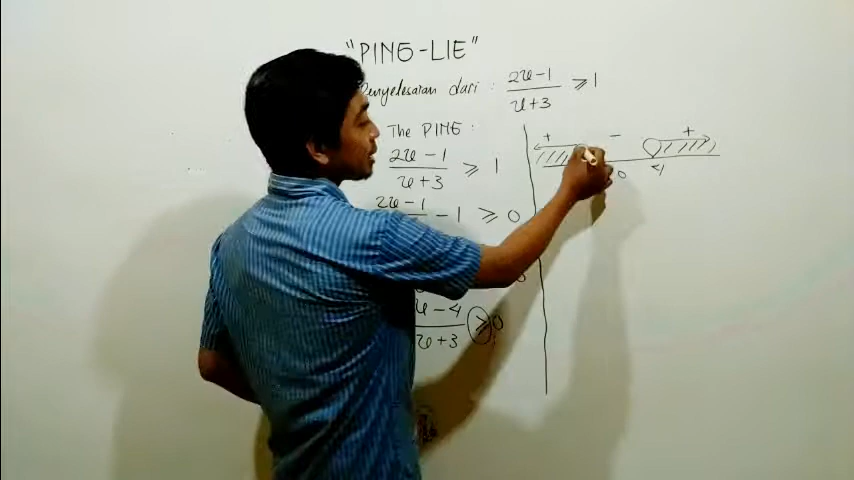 "PING-LIE"
Penyelesaian dari : 2x-1/x+3 ≥ 1
The PING :
2x-1/x+3 ≥ 1
2x-1 - 1 ≥ 0
x-4/x+3 ≥ 0
+ - +
0 4